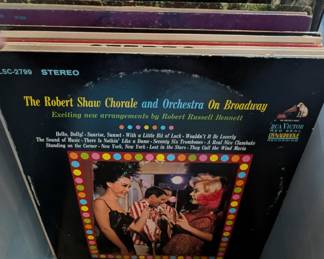 LSC-2799 STEREO
The Robert Shaw Chorale and Orchestra On Broadway
Exciting new arrangements by Robert Russell Bennett
Hello, Dolly! - Sunrise, Sunset - With a Little Bit of Luck - Wouldn't It Be Loverly
The Sound of Music - There Is Nothin' Like a Dame - Seventy Six Trombones - A Real Nice Clambake
Standing on the Corner - New York, New York - Lost in the Stars - They Call the Wind Maria
RCA VICTOR
RED SEAL
DYNAGROOVE